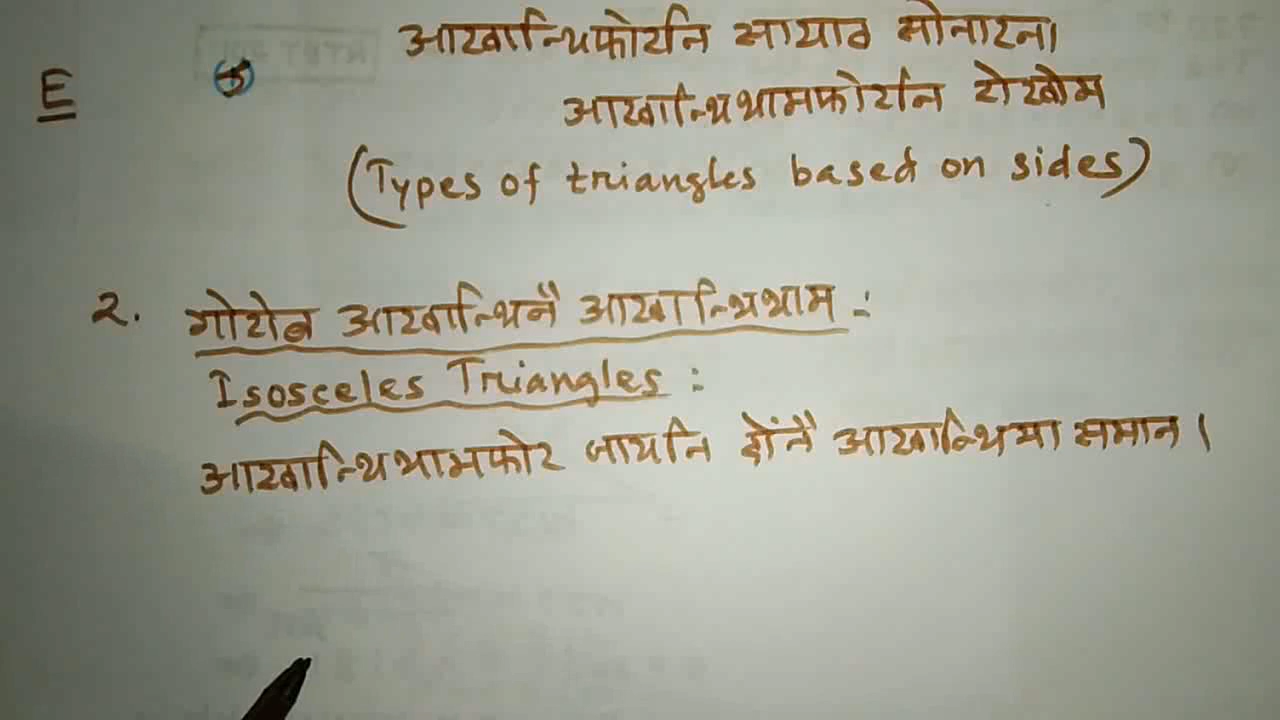 E
आखान्थिफोरनि सायाव सोनारना
आखान्थिथामफोरनि रोखोम
(Types of triangles based on sides)
2. गोरोब आखान्थिनै आखान्थिथाम :
Isosceles Triangles :
आखान्थिथामफोर जायनि मोंनै आखान्थिया समान।